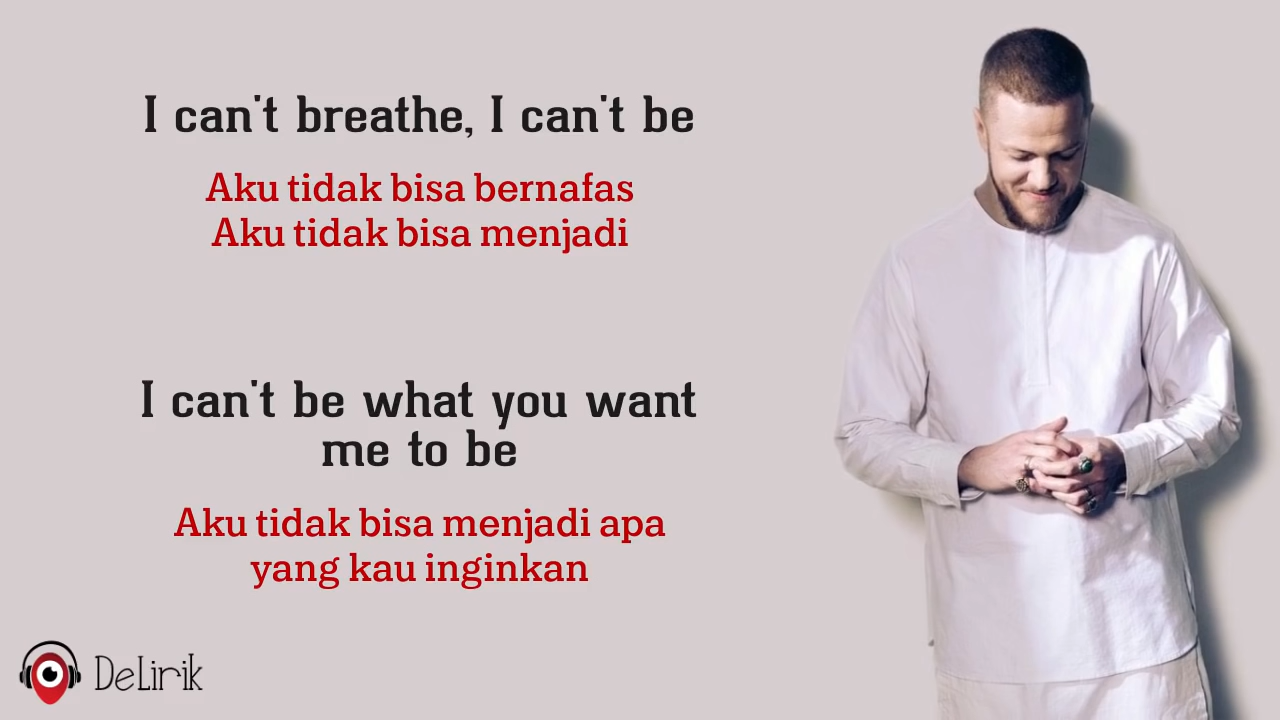 I can't breathe, I can't be
Aku tidak bisa bernafas
Aku tidak bisa menjadi
I can't be what you want
me to be
Aku tidak bisa menjadi apa
yang kau inginkan
DeLirik